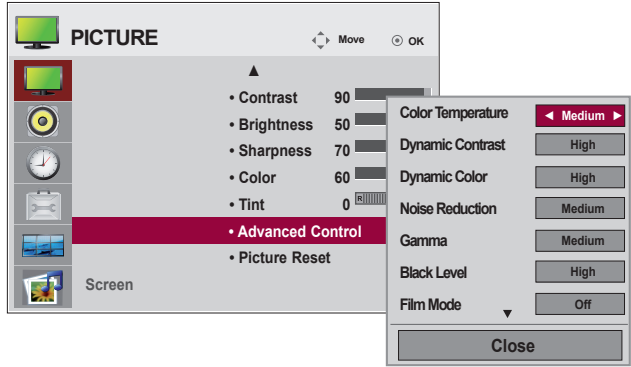 PICTURE
Move
OK
• Contrast 90
• Brightness 50
• Sharpness 70
• Color 60
• Tint 0 R
• Advanced Control
• Picture Reset
Screen
Color Temperature ◄ Medium ►
Dynamic Contrast High
Dynamic Color High
Noise Reduction Medium
Gamma Medium
Black Level High
Film Mode Off
Close